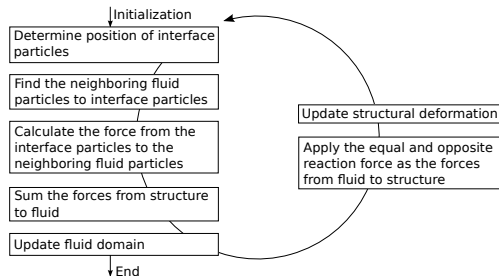 Initialization
Determine position of interface
particles
Find the neighboring fluid
particles to interface particles
Calculate the force from the
interface particles to the
neighboring fluid particles
Sum the forces from structure
to fluid
Update fluid domain
End
Update structural deformation
Apply the equal and opposite
reaction force as the forces
from fluid to structure